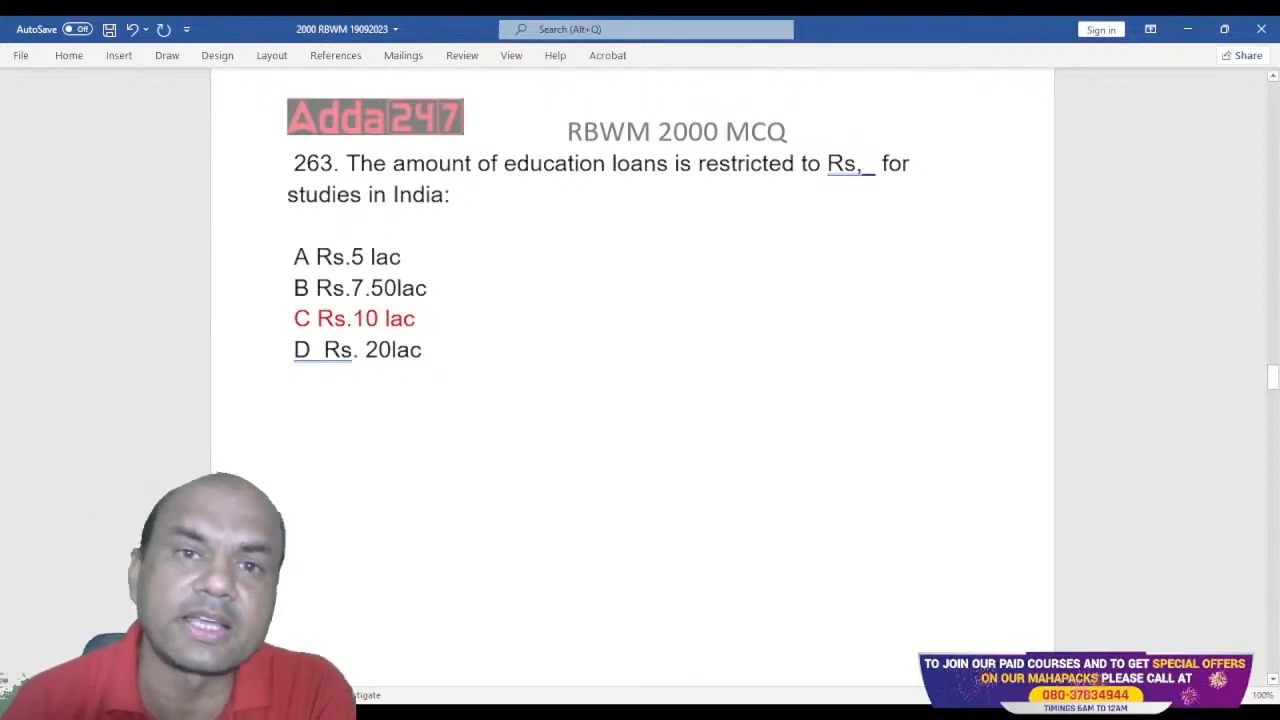 AutoSave Off 2000 RBWM 19092023 Search (Alt+Q) Sign in
File Home Insert Draw Design Layout References Mailings Review View Help Acrobat Share
Adda247
RBWM 2000 MCQ
263. The amount of education loans is restricted to Rs,_ for
studies in India:
A Rs.5 lac
B Rs.7.50lac
C Rs.10 lac
D Rs. 20lac
TO JOIN OUR PAID COURSES AND TO GET SPECIAL OFFERS
ON OUR MAHAPACKS PLEASE CALL AT
080-37834944
TIMINGS 6AM TO 12AM
100%